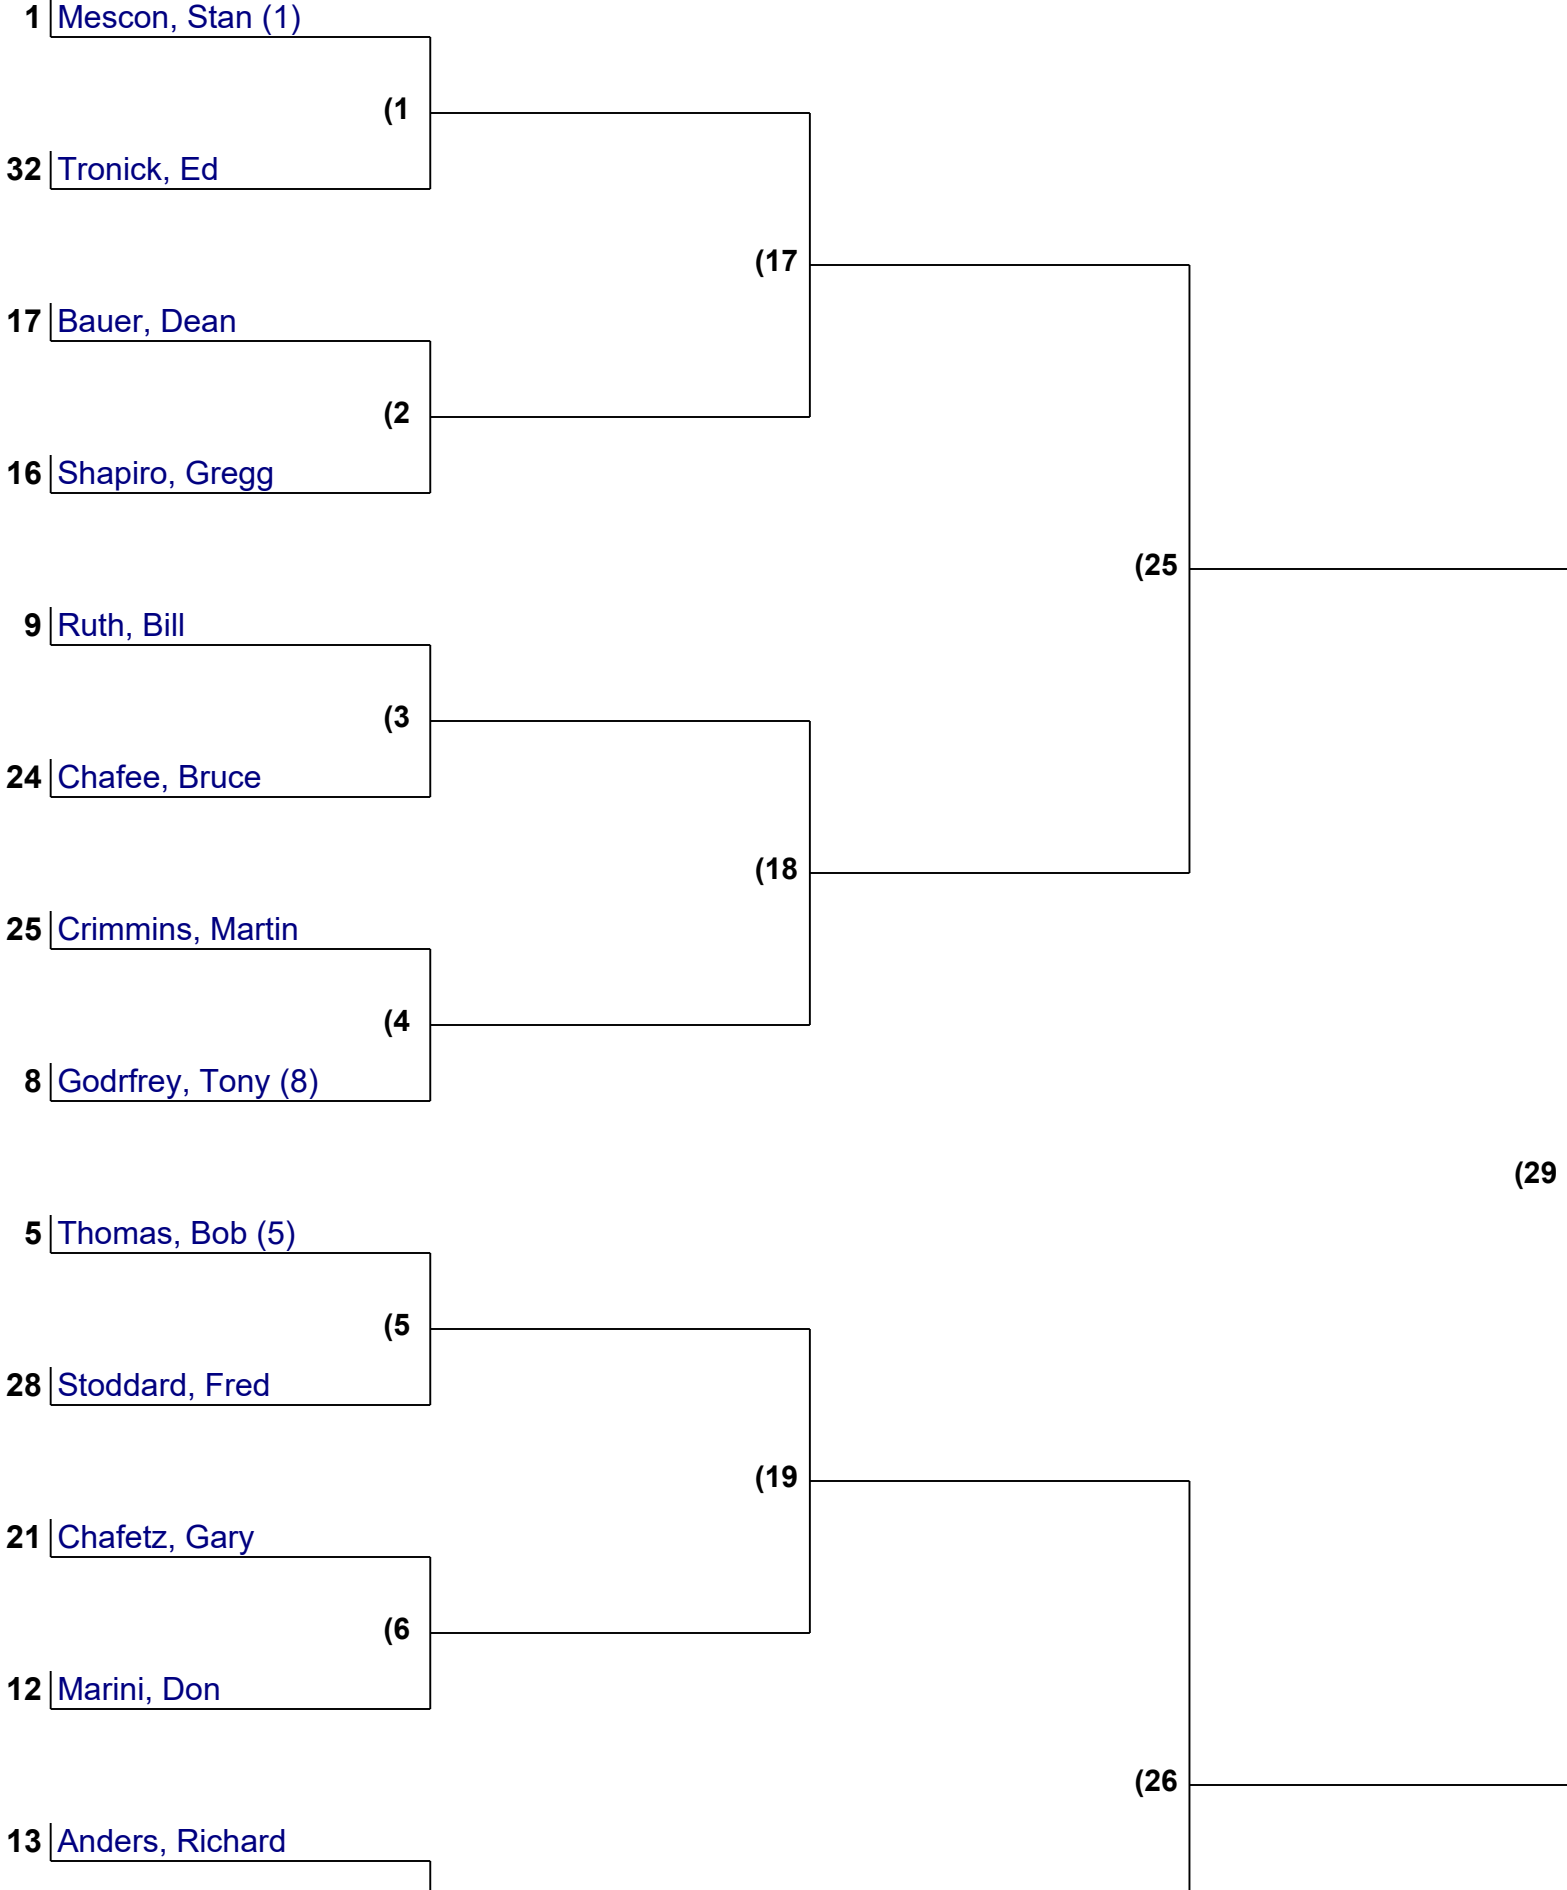 1 Mescon, Stan (1)
(1
32 Tronick, Ed
(17
17 Bauer, Dean
(2
16 Shapiro, Gregg
(25
9 Ruth, Bill
(3
24 Chafee, Bruce
(18
25 Crimmins, Martin
(4
8 Godrfrey, Tony (8)
(29
5 Thomas, Bob (5)
(5
28 Stoddard, Fred
(19
21 Chafetz, Gary
(6
12 Marini, Don
(26
13 Anders, Richard